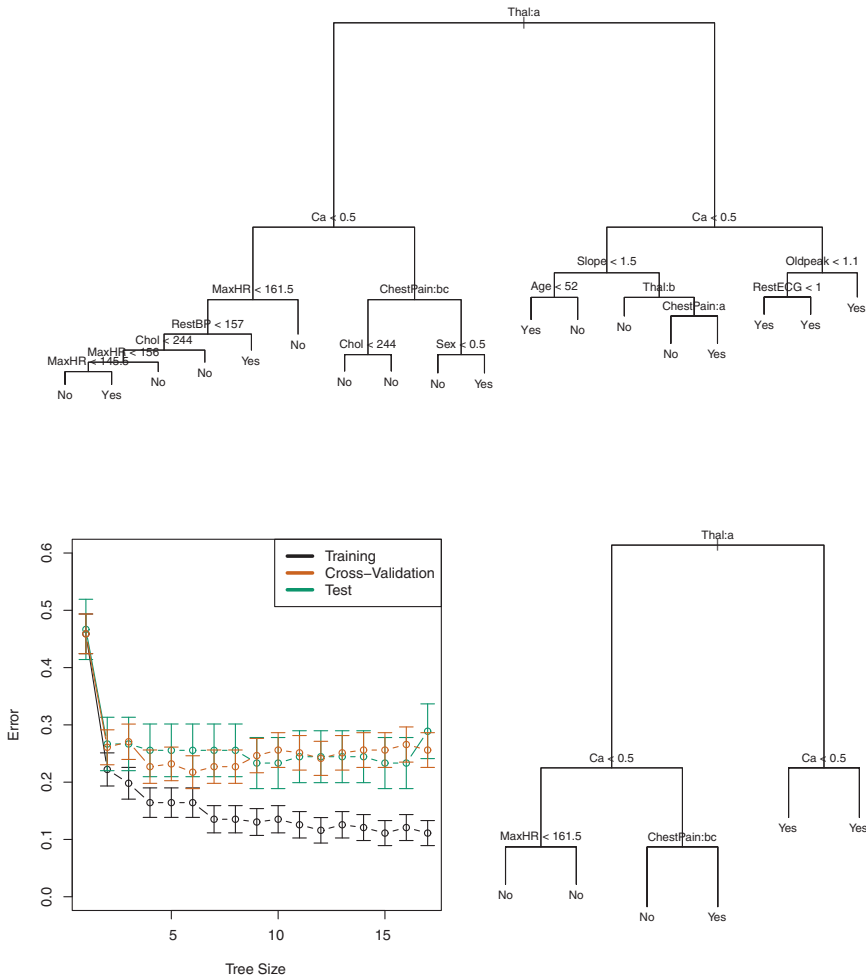 Thal:a
Ca < 0.5
Ca < 0.5
MaxHR < 161.5
ChestPain:bc
Slope < 1.5
Oldpeak < 1.1
RestBP < 157
No
Chol < 244
Sex < 0.5
Age < 52
Thal:b
RestECG < 1
Yes
Chol < 244
Yes
No
No
No
Yes
Yes
No
No
ChestPain:a
Yes
Yes
MaxHR < 156
No
No
Yes
MaxHR < 145.5
No
No
Yes
0.0
0.1
0.2
0.3
0.4
0.5
0.6
Error
Training
Cross−Validation
Test
5
10
15
Tree Size
Thal:a
Ca < 0.5
Ca < 0.5
MaxHR < 161.5
ChestPain:bc
Yes
Yes
No
No
No
Yes